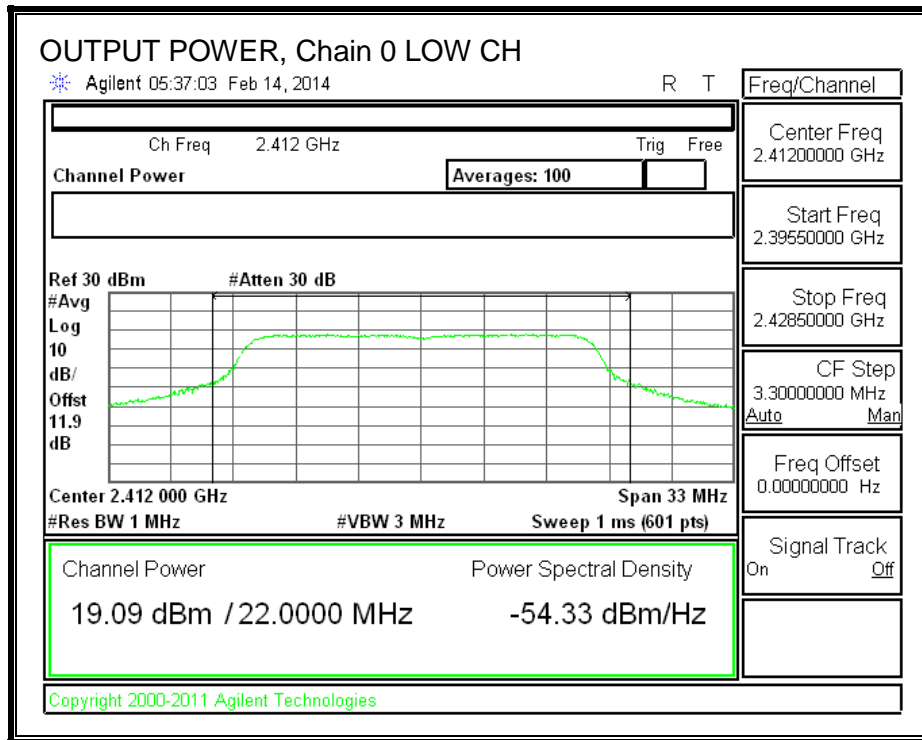 OUTPUT POWER, Chain 0 LOW CH
Agilent 05:37:03 Feb 14, 2014 R T
Freq/Channel
Ch Freq 2.412 GHz Trig Free
Channel Power Averages: 100
Center Freq
2.41200000 GHz
Start Freq
2.39550000 GHz
Stop Freq
2.42850000 GHz
CF Step
3.30000000 MHz
Auto Man
Freq Offset
0.00000000 Hz
Signal Track
On Off
Ref 30 dBm #Atten 30 dB
#Avg
Log
10
dB/
Offst
11.9
dB
Center 2.412 000 GHz Span 33 MHz
#Res BW 1 MHz #VBW 3 MHz Sweep 1 ms (601 pts)
Channel Power Power Spectral Density
19.09 dBm / 22.0000 MHz -54.33 dBm/Hz
Copyright 2000-2011 Agilent Technologies